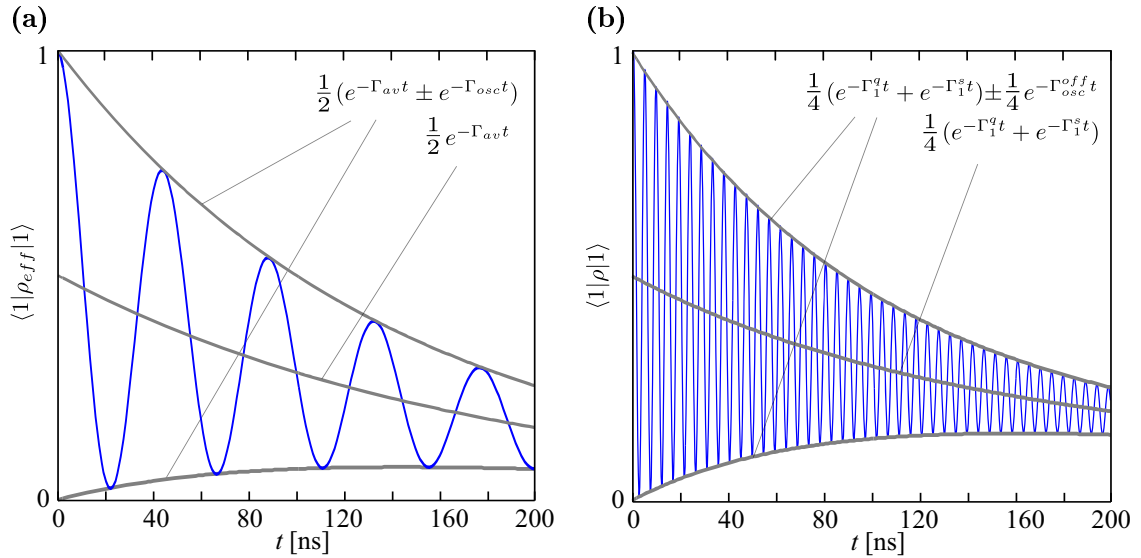 (a)
1
½ (e^{-Γ_{av}t} ± e^{-Γ_{osc}t})
½ e^{-Γ_{av}t}
⟨1|ρ_{eff}|1⟩
0
0 40 80 120 160 200
t [ns]
(b)
1
¼ (e^{-Γ_1^q t} + e^{-Γ_1^s t}) ± ¼ e^{-Γ_{osc}^{off} t}
¼ (e^{-Γ_1^q t} + e^{-Γ_1^s t})
⟨1|ρ|1⟩
0
0 40 80 120 160 200
t [ns]